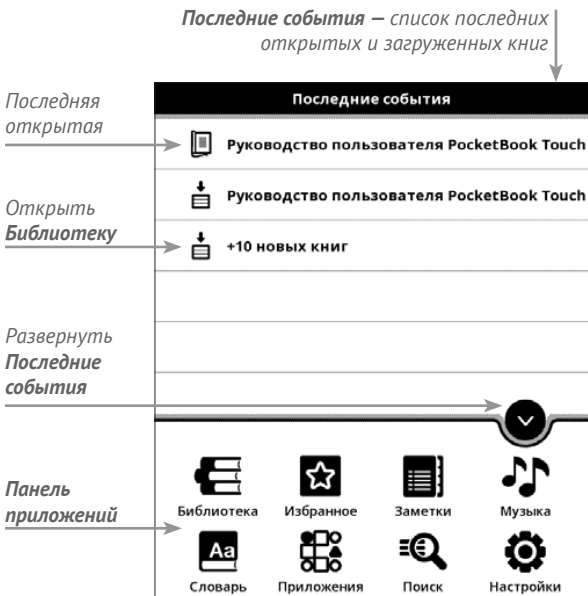 Последние события — список последних
открытых и загруженных книг
Последняя
открытая
Последние события
Руководство пользователя PocketBook Touch
Руководство пользователя PocketBook Touch
Открыть
Библиотеку
+10 новых книг
Развернуть
Последние
события
Панель
приложений
Библиотека Избранное Заметки Музыка
Aa
Словарь Приложения Поиск Настройки